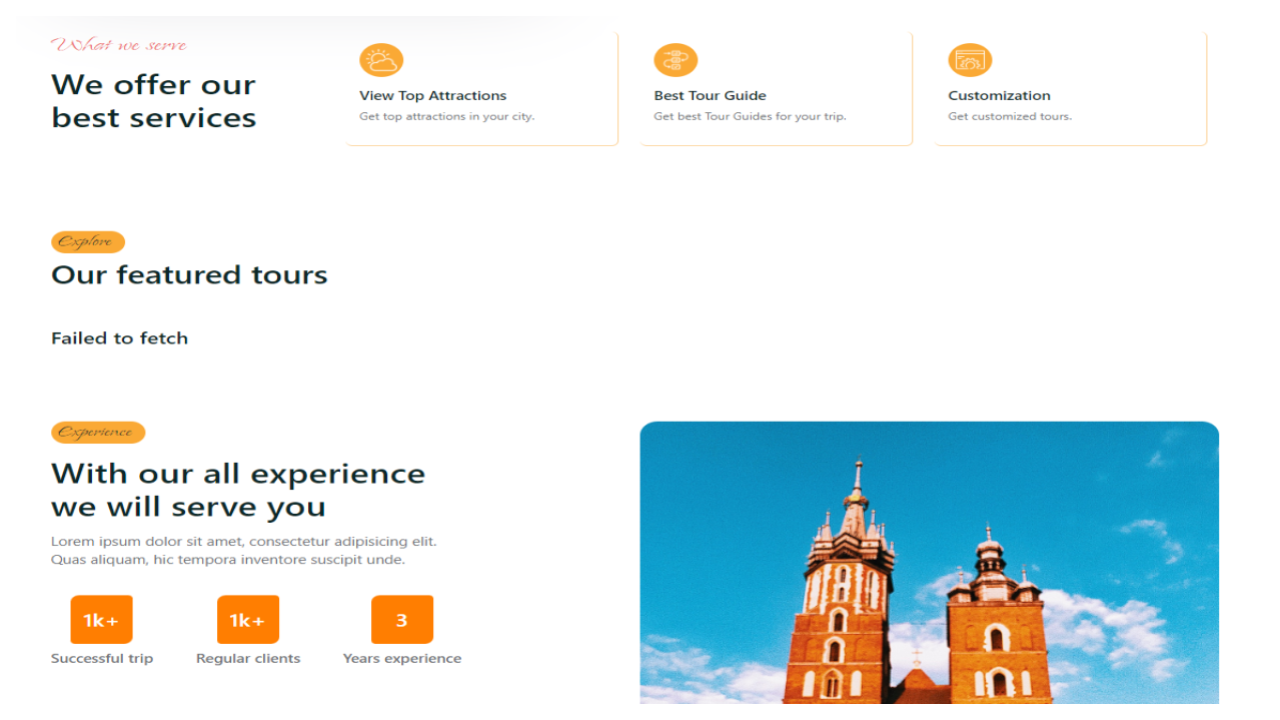 What we serve
We offer our
best services
View Top Attractions
Get top attractions in your city.
Best Tour Guide
Get best Tour Guides for your trip.
Customization
Get customized tours.
Explore
Our featured tours
Failed to fetch
Experience
With our all experience
we will serve you
Lorem ipsum dolor sit amet, consectetur adipisicing elit.
Quas aliquam, hic tempora inventore suscipit unde.
1k+
Successful trip
1k+
Regular clients
3
Years experience